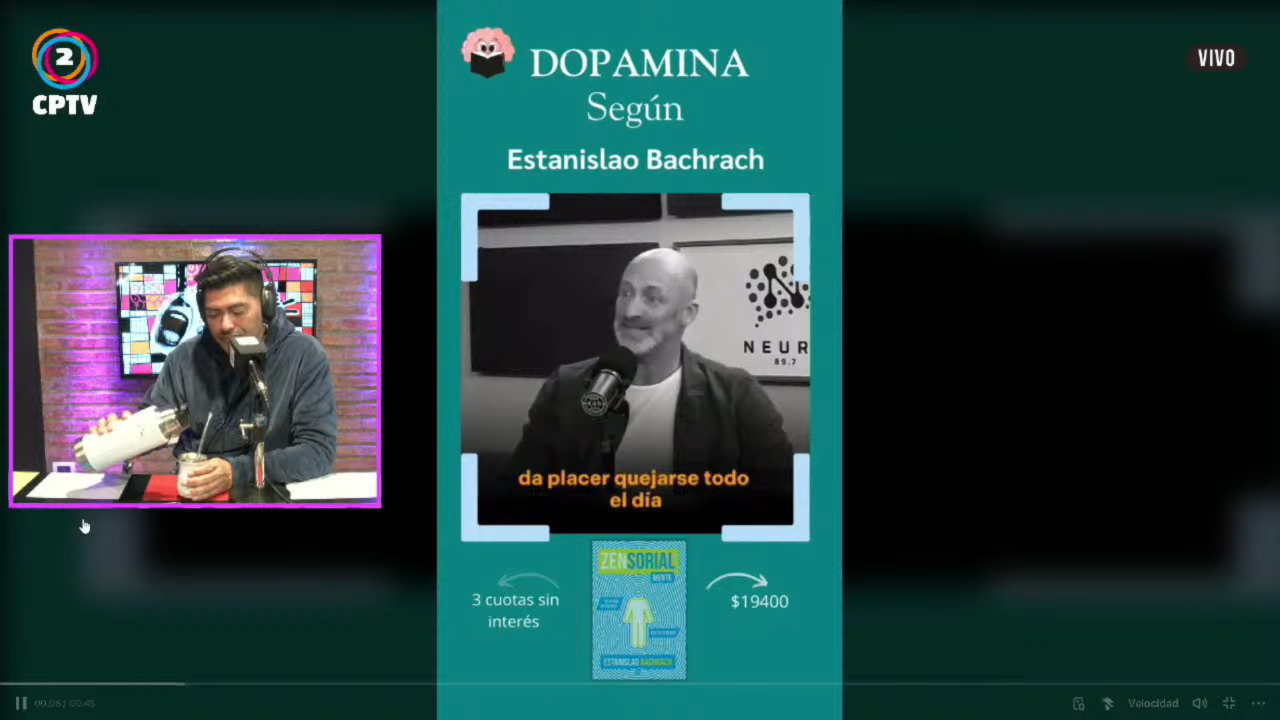 2
CPTV
VIVO
DOPAMINA
Según
Estanislao Bachrach
NEUR
89.7
da placer quejarse todo
el día
3 cuotas sin
interés
ZENSORIAL
MENTE
ESTANISLAO BACHRACH
$19400
Velocidad